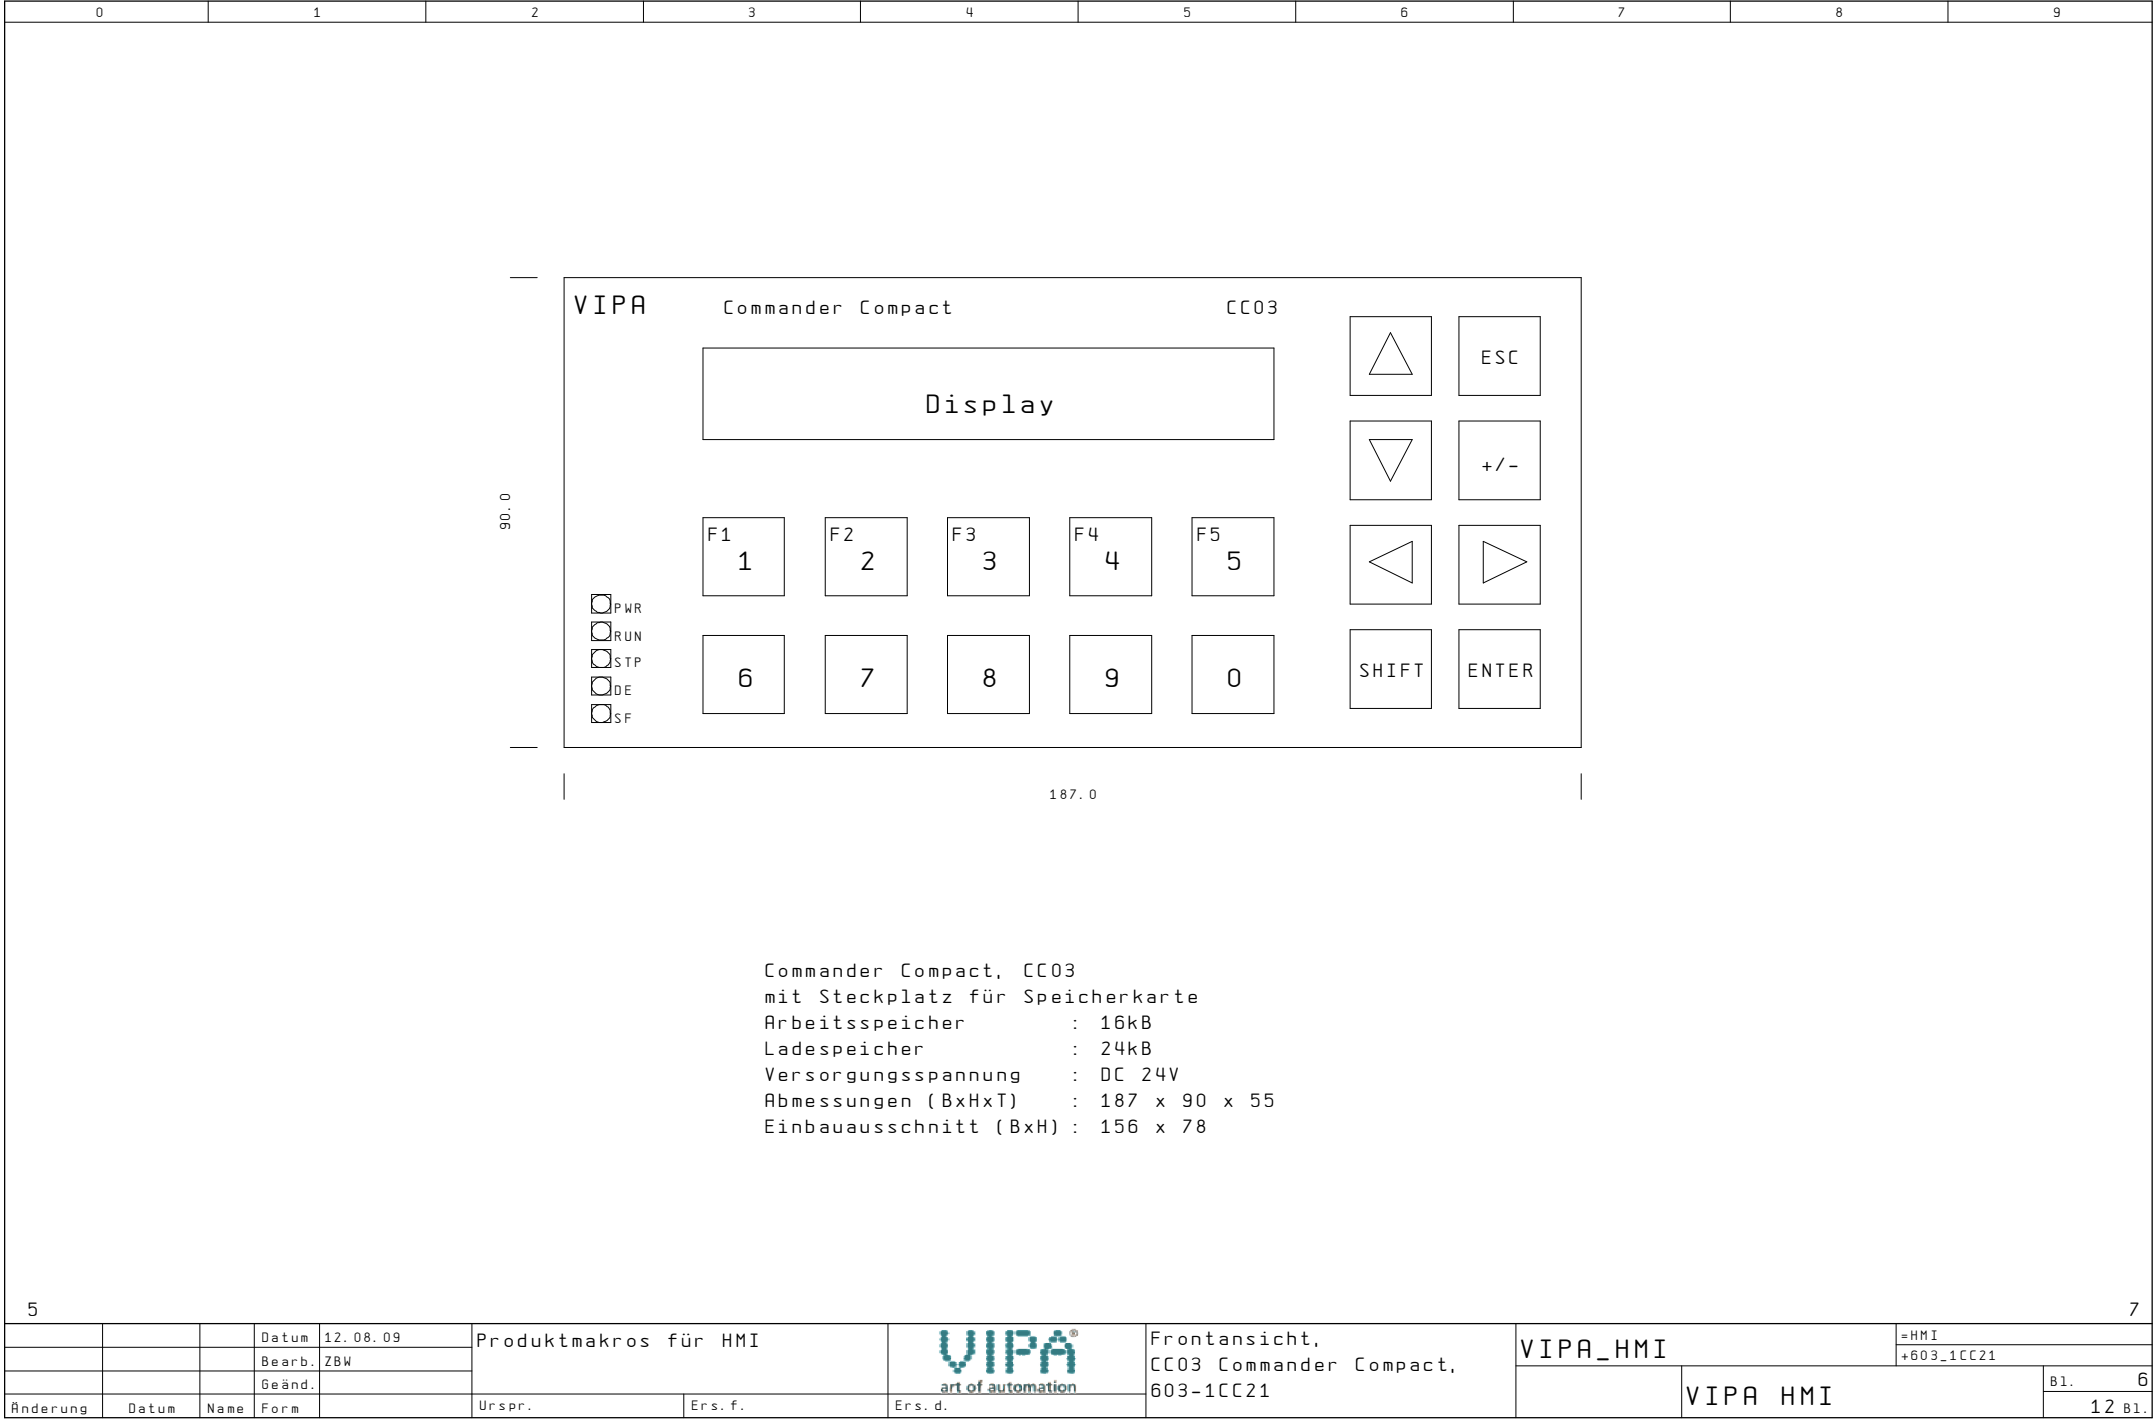 0 1 2 3 4 5 6 7 8 9
VIPA Commander Compact CC03
ESC
Display
+/-
90.0
F1 F2 F3 F4 F5
1 2 3 4 5
PWR
RUN
STP
DE
SF
6 7 8 9 0
SHIFT ENTER
187.0
Commander Compact, CC03
mit Steckplatz für Speicherkarte
Arbeitsspeicher : 16kB
Ladespeicher : 24kB
Versorgungsspannung : DC 24V
Abmessungen (BxHxT) : 187 x 90 x 55
Einbauausschnitt (BxH) : 156 x 78
5 7
Datum 12.08.09
Bearb. ZBW
Geänd.
Änderung Datum Name Form
Produktmakros für HMI
Urspr. Ers.f. Ers.d.
VIPA®
art of automation
Frontansicht,
CC03 Commander Compact,
603-1CC21
VIPA_HMI
VIPA HMI
=HMI
+603_1CC21
Bl. 6
12 Bl.